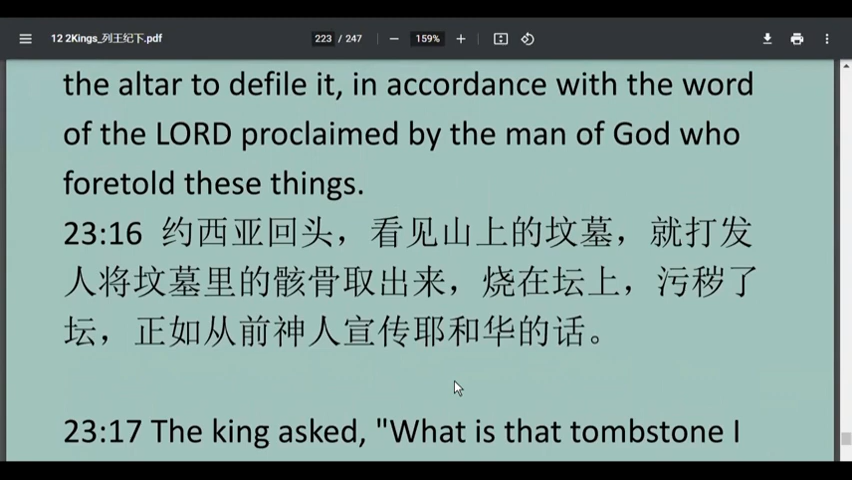 12 2Kings_列王纪下.pdf
223 / 247
159%
the altar to defile it, in accordance with the word
of the LORD proclaimed by the man of God who
foretold these things.
23:16 约西亚回头，看见山上的坟墓，就打发
人将坟墓里的骸骨取出来，烧在坛上，污秽了
坛，正如从前神人宣传耶和华的话。
23:17 The king asked, "What is that tombstone I